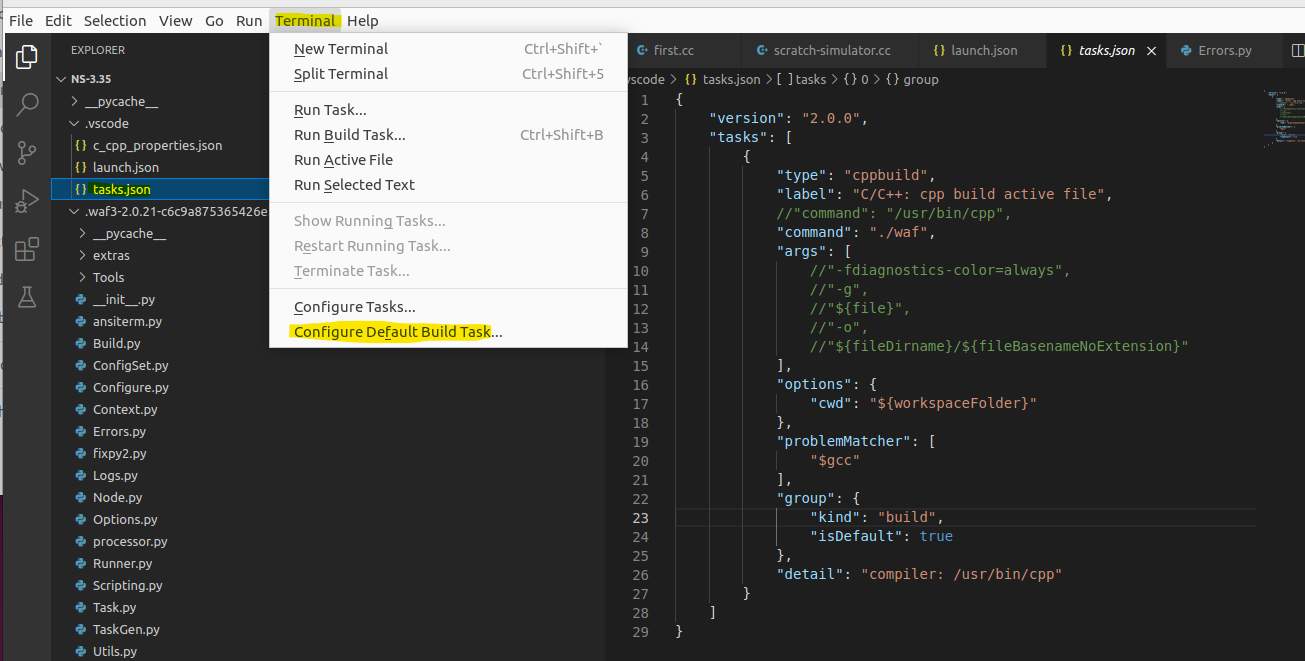 File Edit Selection View Go Run Terminal Help
EXPLORER
NS-3.35
__pycache__
.vscode
c_cpp_properties.json
launch.json
tasks.json
.waf3-2.0.21-c6c9a875365426e
__pycache__
extras
Tools
__init__.py
ansiterm.py
Build.py
ConfigSet.py
Configure.py
Context.py
Errors.py
fixpy2.py
Logs.py
Node.py
Options.py
processor.py
Runner.py
Scripting.py
Task.py
TaskGen.py
Utils.py
New Terminal Ctrl+Shift+`
Split Terminal Ctrl+Shift+5
Run Task...
Run Build Task... Ctrl+Shift+B
Run Active File
Run Selected Text
Show Running Tasks...
Restart Running Task...
Terminate Task...
Configure Tasks...
Configure Default Build Task...
first.cc scratch-simulator.cc {} launch.json {} tasks.json Errors.py
vscode > {} tasks.json > [ ] tasks > {} 0 > {} group
1 {
2 "version": "2.0.0",
3 "tasks": [
4 {
5 "type": "cppbuild",
6 "label": "C/C++: cpp build active file",
7 //"command": "/usr/bin/cpp",
8 "command": "./waf",
9 "args": [
10 //"-fdiagnostics-color=always",
11 //"-g",
12 //"${file}",
13 //"-o",
14 //"${fileDirname}/${fileBasenameNoExtension}"
15 ],
16 "options": {
17 "cwd": "${workspaceFolder}"
18 },
19 "problemMatcher": [
20 "$gcc"
21 ],
22 "group": {
23 "kind": "build",
24 "isDefault": true
25 },
26 "detail": "compiler: /usr/bin/cpp"
27 }
28 ]
29 }